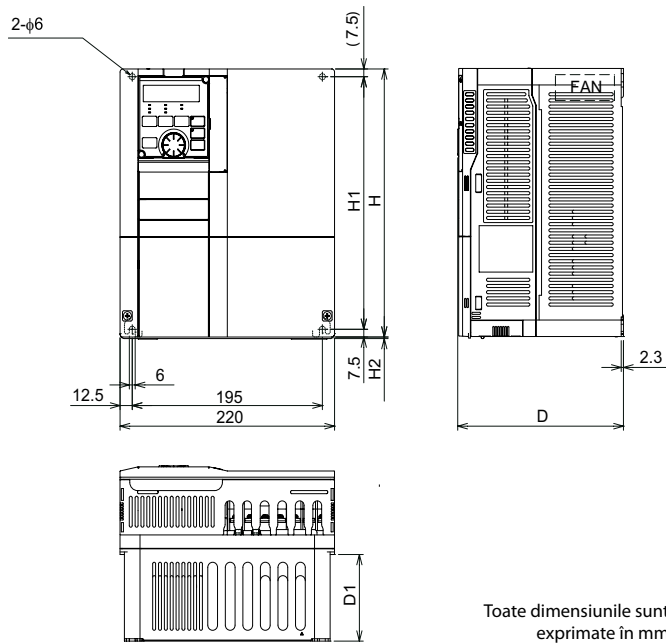 2-ϕ6
(7.5)
FAN
H1
H
7.5
H2
6
12.5
195
220
2.3
D
D1
Toate dimensiunile sunt
exprimate în mm